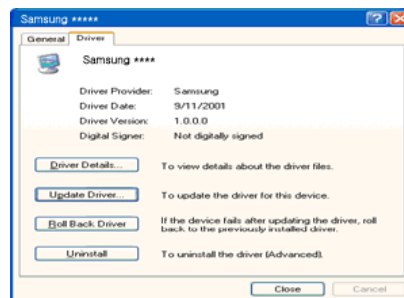 Samsung *****
General Driver
Samsung ****
Driver Provider: Samsung
Driver Date: 9/11/2001
Driver Version: 1.0.0.0
Digital Signer: Not digitally signed
Driver Details... To view details about the driver files.
Update Driver... To update the driver for this device.
Roll Back Driver If the device fails after updating the driver, roll
back to the previously installed driver.
Uninstall To uninstall the driver (Advanced).
Close Cancel